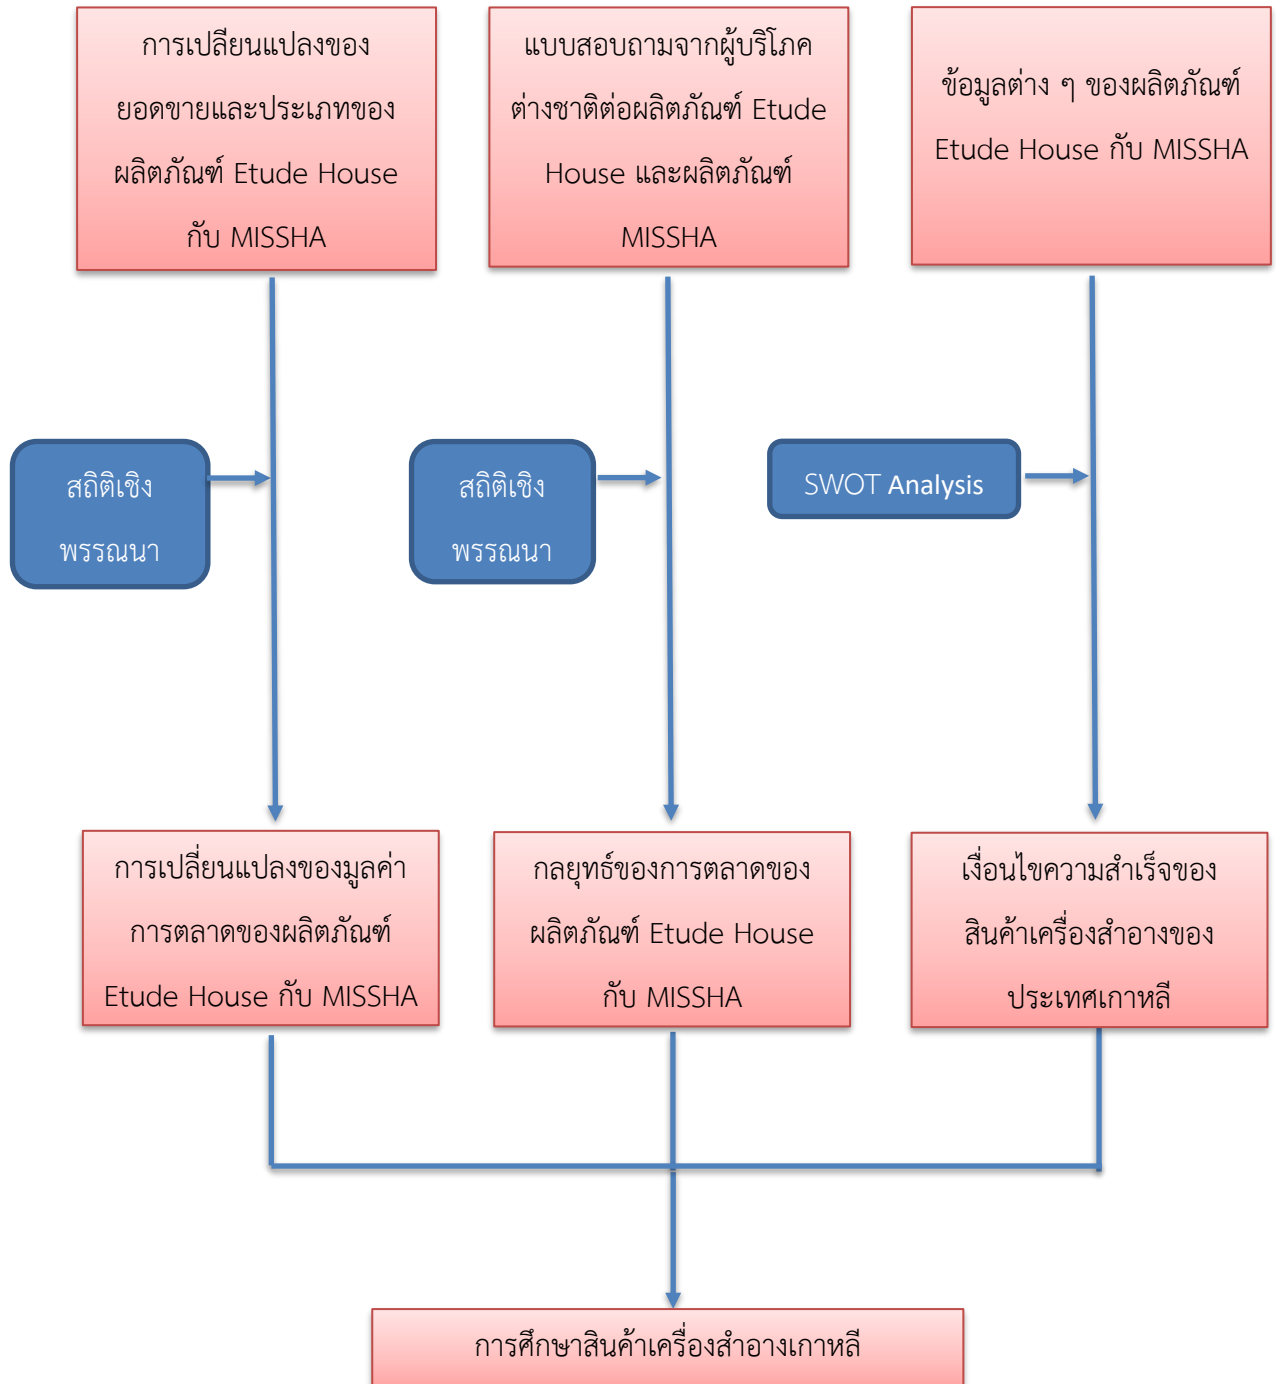 การเปลี่ยนแปลงของ
ยอดขายและประเภทของ
ผลิตภัณฑ์ Etude House
กับ MISSHA
แบบสอบถามจากผู้บริโภค
ต่างชาติต่อผลิตภัณฑ์ Etude
House และผลิตภัณฑ์
MISSHA
ข้อมูลต่าง ๆ ของผลิตภัณฑ์
Etude House กับ MISSHA
สถิติเชิง
พรรณนา
สถิติเชิง
พรรณนา
SWOT Analysis
การเปลี่ยนแปลงของมูลค่า
การตลาดของผลิตภัณฑ์
Etude House กับ MISSHA
กลยุทธ์ของการตลาดของ
ผลิตภัณฑ์ Etude House
กับ MISSHA
เงื่อนไขความสำเร็จของ
สินค้าเครื่องสำอางของ
ประเทศเกาหลี
การศึกษาสินค้าเครื่องสำอางเกาหลี